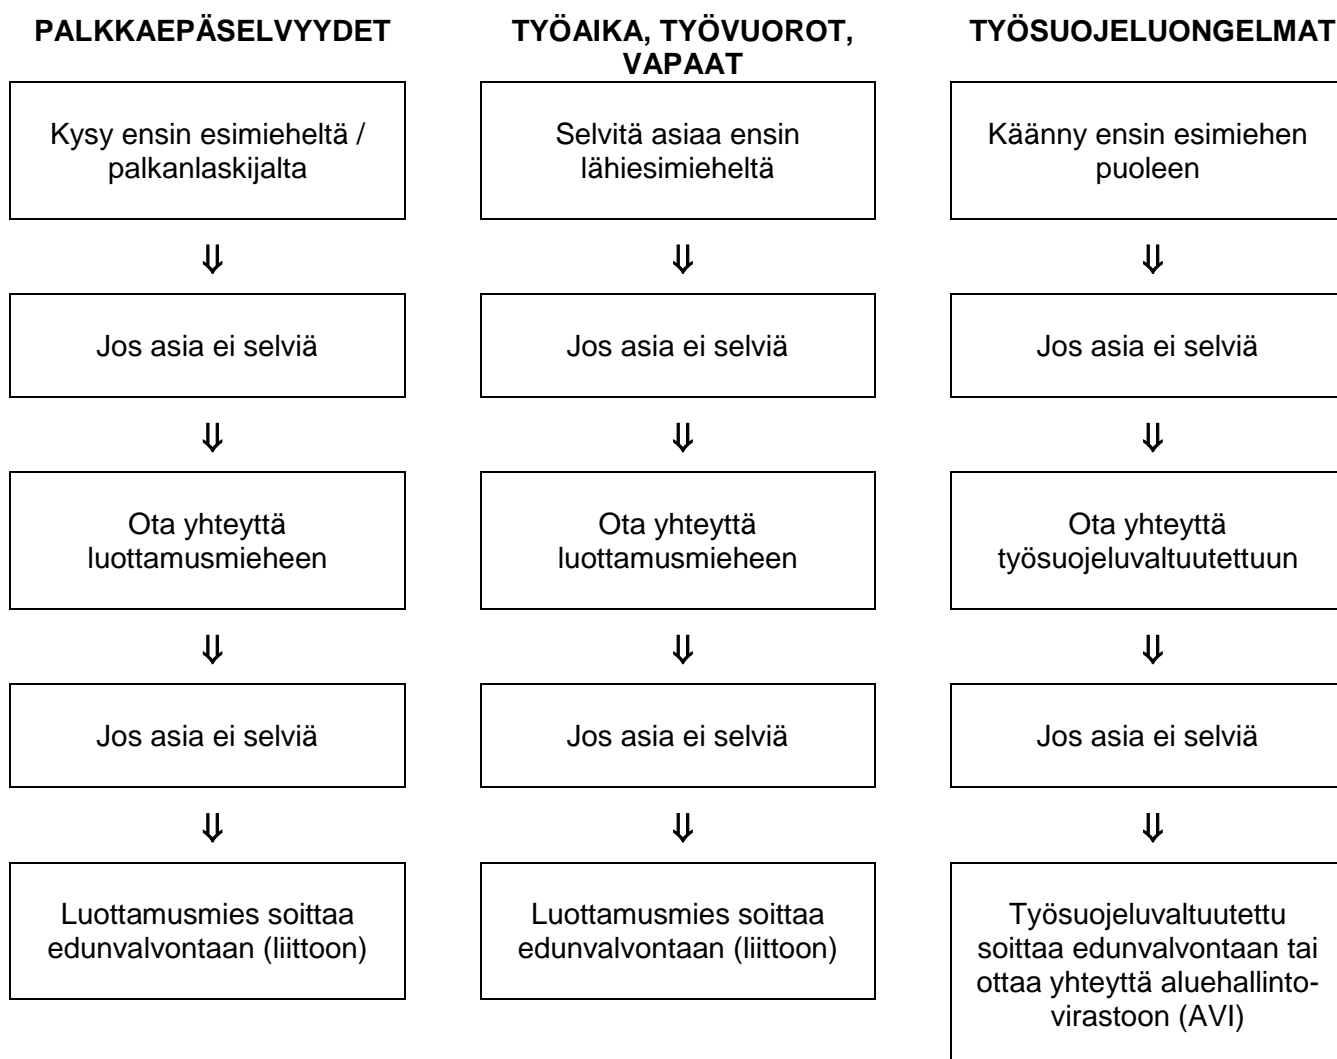 PALKKAEPÄSELVYYDET
Kysy ensin esimieheltä /
palkanlaskijalta
⇓
Jos asia ei selviä
⇓
Ota yhteyttä
luottamusmieheen
⇓
Jos asia ei selviä
⇓
Luottamusmies soittaa
edunvalvontaan (liittoon)
TYÖAIKA, TYÖVUOROT,
VAPAAT
Selvitä asiaa ensin
lähiesimieheltä
⇓
Jos asia ei selviä
⇓
Ota yhteyttä
luottamusmieheen
⇓
Jos asia ei selviä
⇓
Luottamusmies soittaa
edunvalvontaan (liittoon)
TYÖSUOJELUONGELMAT
Käänny ensin esimiehen
puoleen
⇓
Jos asia ei selviä
⇓
Ota yhteyttä
työsuojeluvaltuutettuun
⇓
Jos asia ei selviä
⇓
Työsuojeluvaltuutettu
soittaa edunvalvontaan tai
ottaa yhteyttä aluehallinto-
virastoon (AVI)